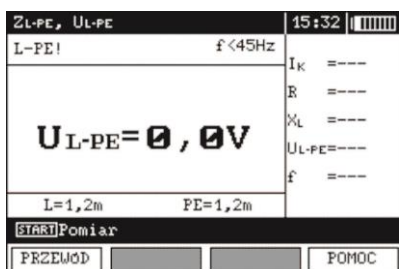 ZL-PE, UL-PE 15:32
L-PE! f<45Hz
IK =---
R =---
XL =---
UL-PE=---
f =---
UL-PE=0,0V
L=1,2m PE=1,2m
START Pomiar
PRZEWÓD POMOC